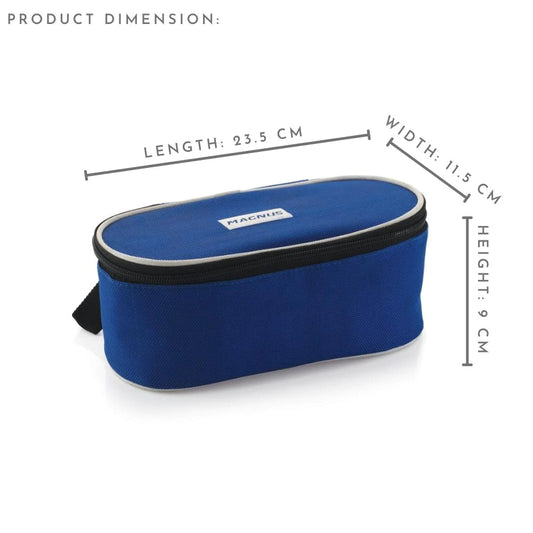 PRODUCT DIMENSION:
LENGTH: 23.5 CM
WIDTH: 11.5 CM
HEIGHT: 9 CM
MAGNUS